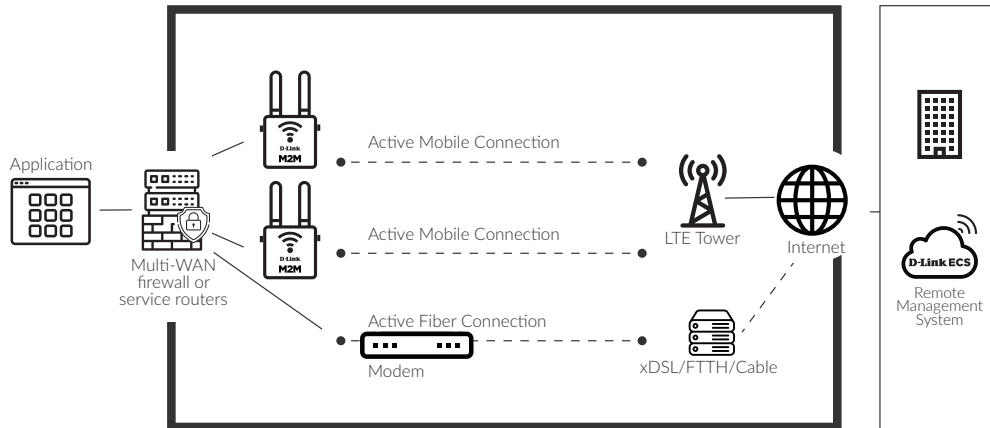 Application
Multi-WAN
firewall or
service routers
D-Link
M2M
D-Link
M2M
Active Mobile Connection
Active Mobile Connection
Active Fiber Connection
Modem
LTE Tower
xDSL/FTTH/Cable
Internet
D-Link ECS
Remote
Management
System